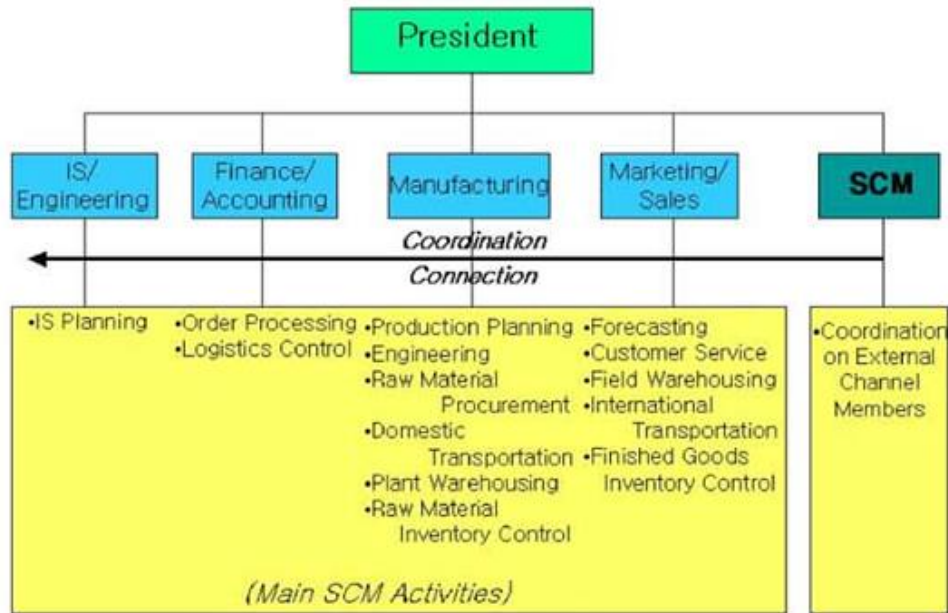 President
IS/
Engineering
Finance/
Accounting
Manufacturing
Marketing/
Sales
SCM
Coordination
Connection
•IS Planning
•Order Processing
•Logistics Control
•Production Planning
•Engineering
•Raw Material
Procurement
•Domestic
Transportation
•Plant Warehousing
•Raw Material
Inventory Control
•Forecasting
•Customer Service
•Field Warehousing
•International
Transportation
•Finished Goods
Inventory Control
•Coordination
on External
Channel
Members
(Main SCM Activities)